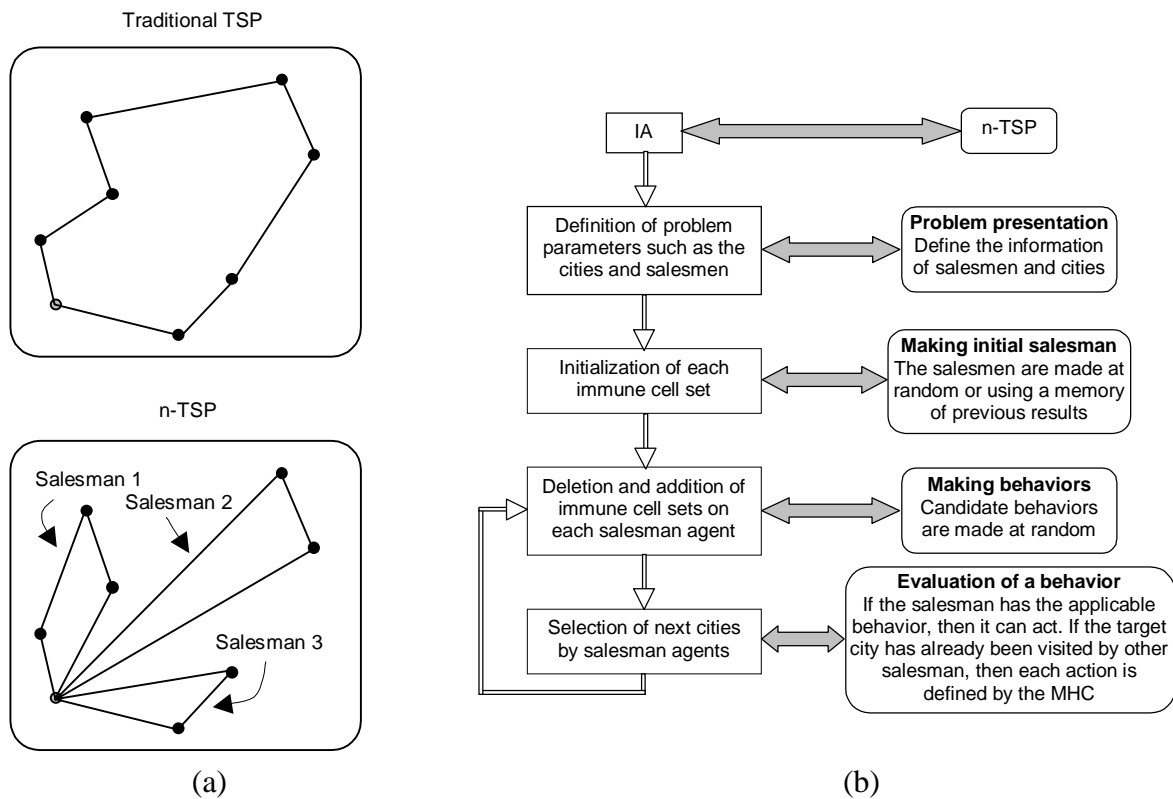 Traditional TSP
n-TSP
Salesman 1
Salesman 2
Salesman 3
(a)
IA
n-TSP
Definition of problem
parameters such as the
cities and salesmen
Problem presentation
Define the information
of salesmen and cities
Initialization of each
immune cell set
Making initial salesman
The salesmen are made at
random or using a memory
of previous results
Deletion and addition of
immune cell sets on
each salesman agent
Making behaviors
Candidate behaviors
are made at random
Selection of next cities
by salesman agents
Evaluation of a behavior
If the salesman has the applicable
behavior, then it can act. If the target
city has already been visited by other
salesman, then each action is
defined by the MHC
(b)